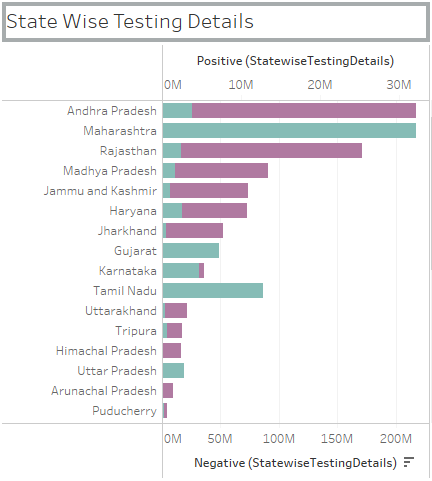 State Wise Testing Details
Positive (StatewiseTestingDetails)
0M 10M 20M 30M
Andhra Pradesh
Maharashtra
Rajasthan
Madhya Pradesh
Jammu and Kashmir
Haryana
Jharkhand
Gujarat
Karnataka
Tamil Nadu
Uttarakhand
Tripura
Himachal Pradesh
Uttar Pradesh
Arunachal Pradesh
Puducherry
0M 50M 100M 150M 200M
Negative (StatewiseTestingDetails)